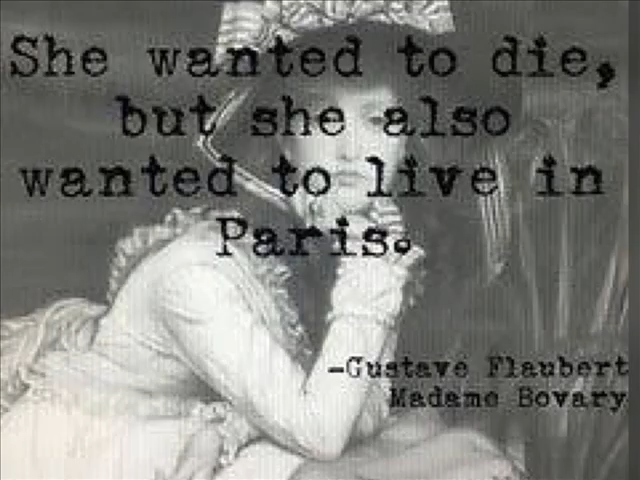 She wanted to die,
but she also
wanted to live in
Paris.
-Gustave Flaubert
Madame Bovary